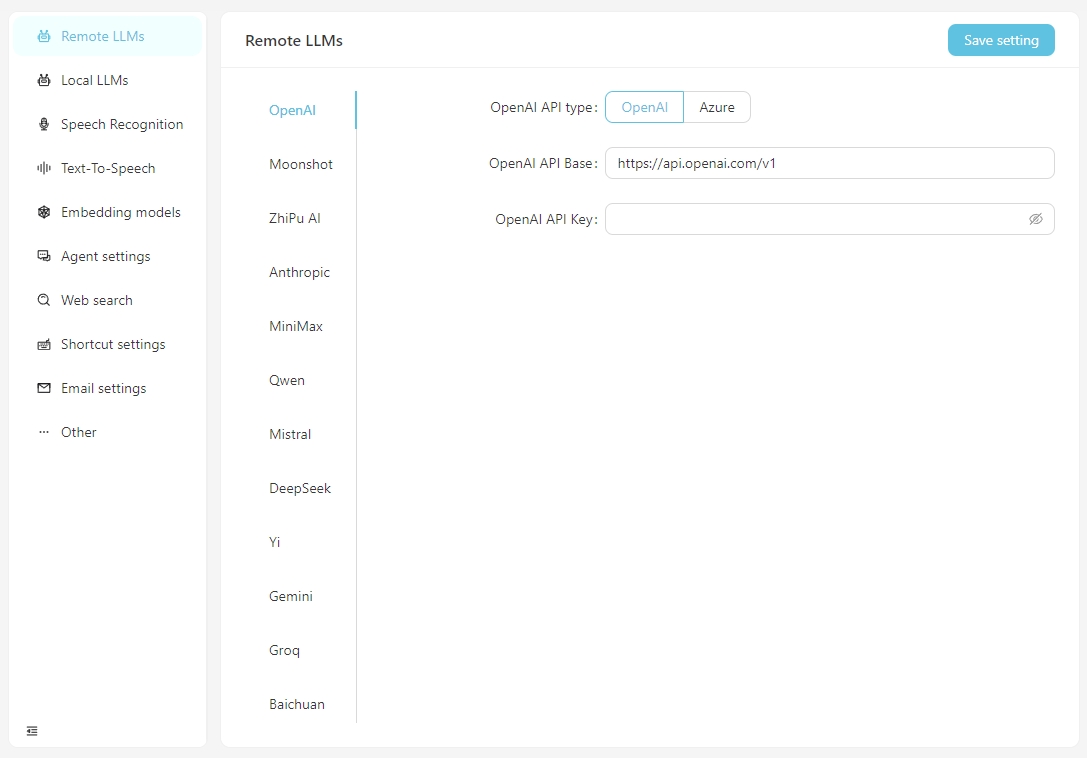 Remote LLMs
Local LLMs
Speech Recognition
Text-To-Speech
Embedding models
Agent settings
Web search
Shortcut settings
Email settings
Other
Remote LLMs
Save setting
OpenAI
Moonshot
ZhiPu AI
Anthropic
MiniMax
Qwen
Mistral
DeepSeek
Yi
Gemini
Groq
Baichuan
OpenAI API type: OpenAI Azure
OpenAI API Base: https://api.openai.com/v1
OpenAI API Key: